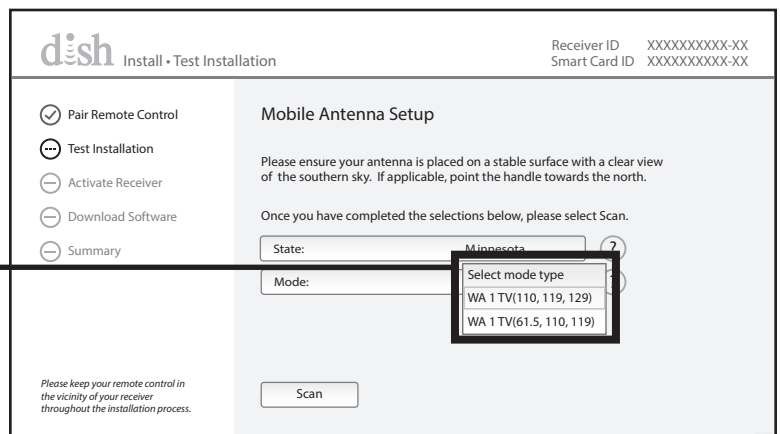 dish Install • Test Installation
Receiver ID XXXXXXXXXX-XX
Smart Card ID XXXXXXXXXX-XX
Pair Remote Control
Test Installation
Activate Receiver
Download Software
Summary
Please keep your remote control in
the vicinity of your receiver
throughout the installation process.
Mobile Antenna Setup
Please ensure your antenna is placed on a stable surface with a clear view
of the southern sky. If applicable, point the handle towards the north.
Once you have completed the selections below, please select Scan.
State: Minnesota ?
Mode:
Select mode type
WA 1 TV(110, 119, 129)
WA 1 TV(61.5, 110, 119)
Scan